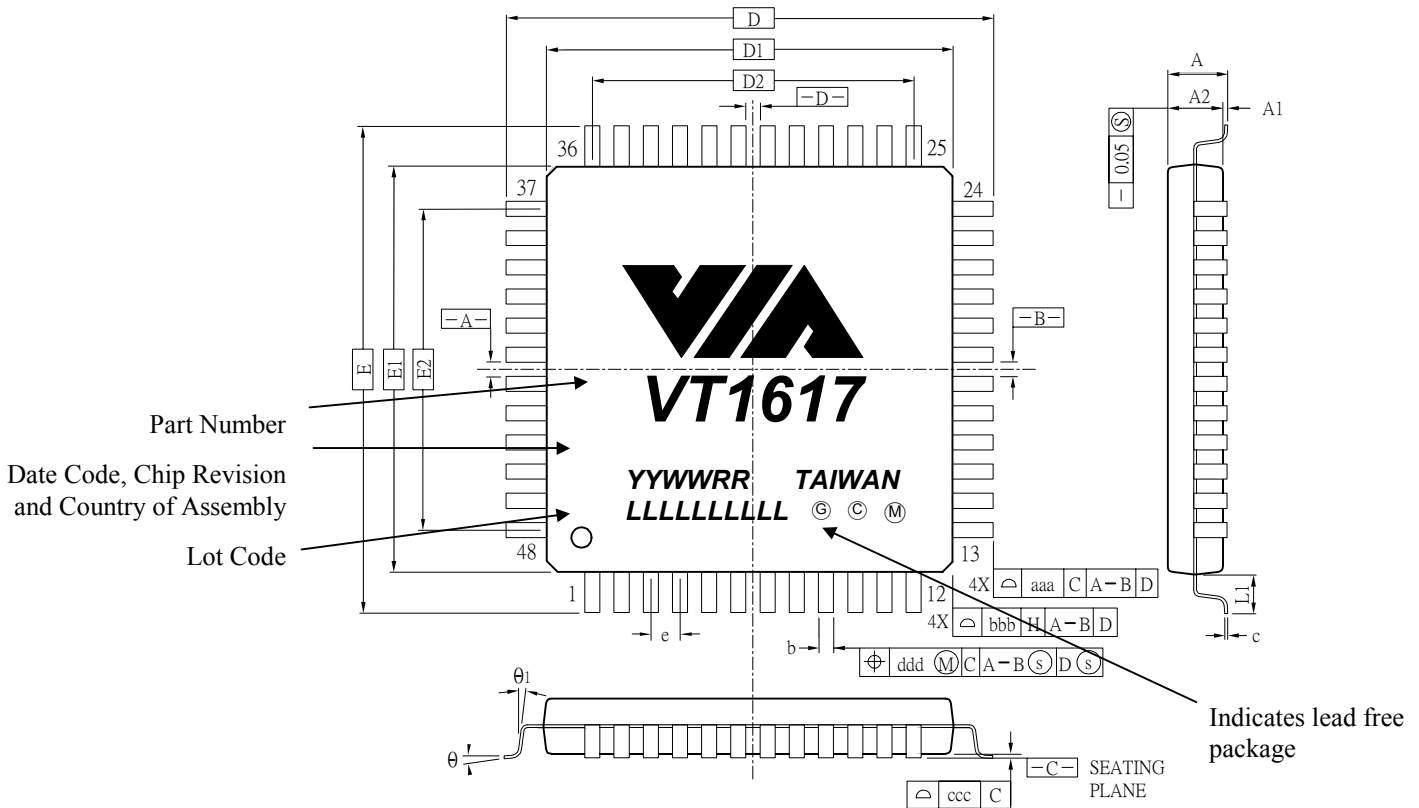 D
D1
D2
-D-
A
A2
A1
- 0.05 Ⓢ
36
25
37
24
-A-
-B-
E
E1
E2
VIA
VT1617
Part Number
Date Code, Chip Revision
and Country of Assembly
Lot Code
YYWWRR TAIWAN
LLLLLLLLLL Ⓖ Ⓒ Ⓜ
48
13
1
12
4X ⌓ aaa C A-B D
4X ⌓ bbb H A-B D
e
b
⌖ ddd Ⓜ C A-B Ⓢ D Ⓢ
L1
c
θ1
θ
Indicates lead free
package
-C- SEATING
PLANE
⌓ ccc C